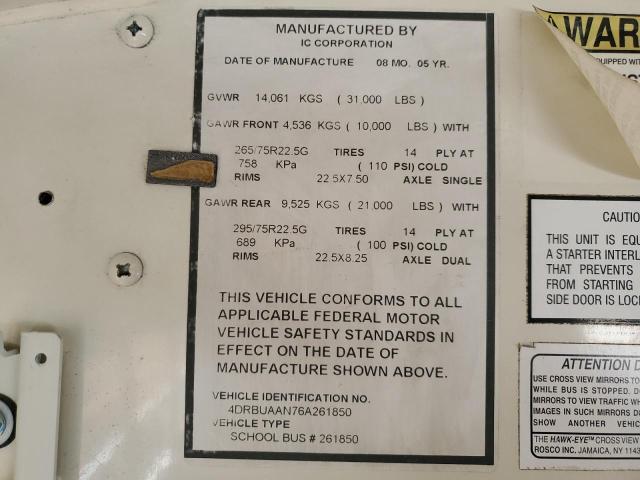 MANUFACTURED BY
IC CORPORATION
DATE OF MANUFACTURE 08 MO. 05 YR.
GVWR 14,061 KGS ( 31,000 LBS )
GAWR FRONT 4,536 KGS ( 10,000 LBS ) WITH
265/75R22.5G TIRES 14 PLY AT
758 KPa ( 110 PSI) COLD
RIMS 22.5X7.50 AXLE SINGLE
GAWR REAR 9,525 KGS ( 21,000 LBS ) WITH
295/75R22.5G TIRES 14 PLY AT
689 KPa ( 100 PSI) COLD
RIMS 22.5X8.25 AXLE DUAL
THIS VEHICLE CONFORMS TO ALL
APPLICABLE FEDERAL MOTOR
VEHICLE SAFETY STANDARDS IN
EFFECT ON THE DATE OF
MANUFACTURE SHOWN ABOVE.
VEHICLE IDENTIFICATION NO.
4DRBUAAN76A261850
VEHICLE TYPE
SCHOOL BUS # 261850
WAR
UIPPED WIT
CAUTIO
THIS UNIT IS EQU
A STARTER INTERL
THAT PREVENTS
FROM STARTING
SIDE DOOR IS LOC
ATTENTION D
USE CROSS VIEW MIRRORS TO
WHILE BUS IS STOPPED. DO
MIRRORS TO VIEW TRAFFIC WH
IMAGES IN SUCH MIRRORS DO
SHOW ANOTHER VEHIC
THE HAWK-EYE™ CROSS VIEW
ROSCO INC. JAMAICA, NY 1143